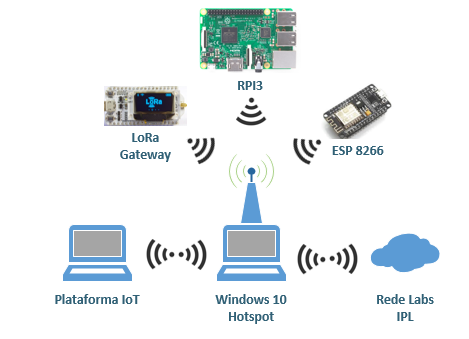 RPI3
LoRa
LoRa
Gateway
ESP 8266
Plataforma IoT
Windows 10
Hotspot
Rede Labs
IPL